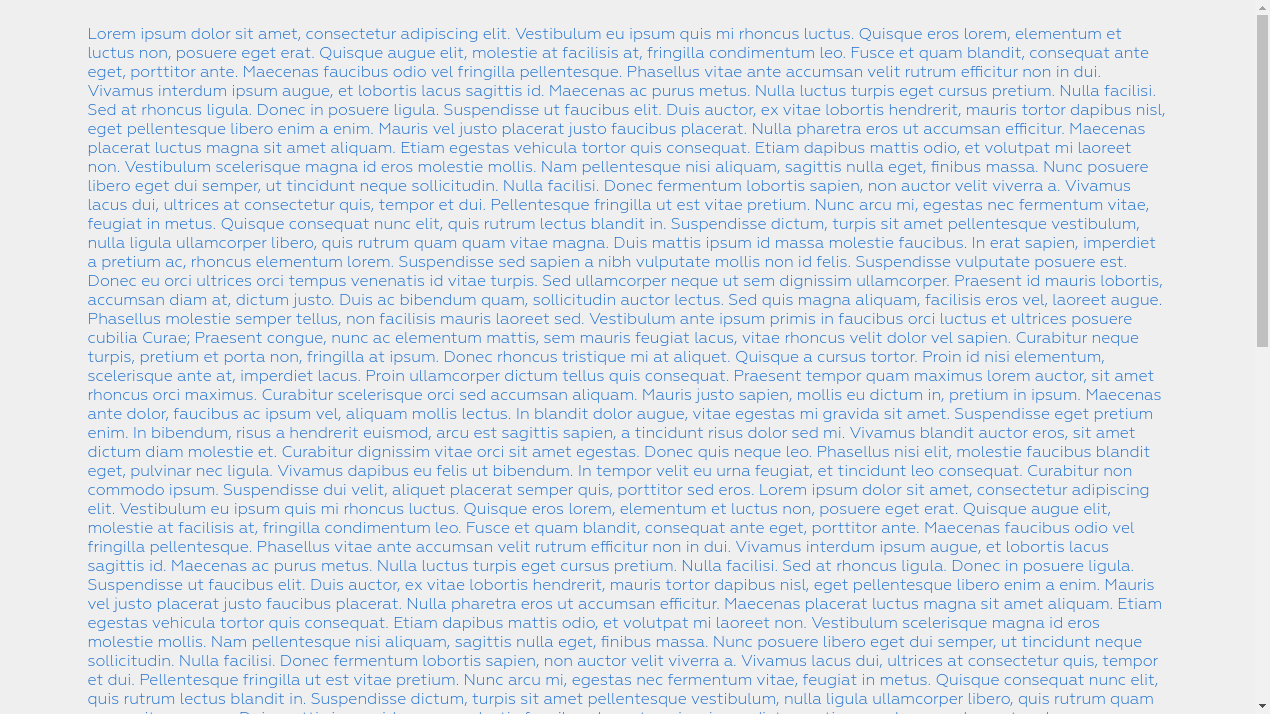 Lorem ipsum dolor sit amet, consectetur adipiscing elit. Vestibulum eu ipsum quis mi rhoncus luctus. Quisque eros lorem, elementum et
luctus non, posuere eget erat. Quisque augue elit, molestie at facilisis at, fringilla condimentum leo. Fusce et quam blandit, consequat ante
eget, porttitor ante. Maecenas faucibus odio vel fringilla pellentesque. Phasellus vitae ante accumsan velit rutrum efficitur non in dui.
Vivamus interdum ipsum augue, et lobortis lacus sagittis id. Maecenas ac purus metus. Nulla luctus turpis eget cursus pretium. Nulla facilisi.
Sed at rhoncus ligula. Donec in posuere ligula. Suspendisse ut faucibus elit. Duis auctor, ex vitae lobortis hendrerit, mauris tortor dapibus nisl,
eget pellentesque libero enim a enim. Mauris vel justo placerat justo faucibus placerat. Nulla pharetra eros ut accumsan efficitur. Maecenas
placerat luctus magna sit amet aliquam. Etiam egestas vehicula tortor quis consequat. Etiam dapibus mattis odio, et volutpat mi laoreet
non. Vestibulum scelerisque magna id eros molestie mollis. Nam pellentesque nisi aliquam, sagittis nulla eget, finibus massa. Nunc posuere
libero eget dui semper, ut tincidunt neque sollicitudin. Nulla facilisi. Donec fermentum lobortis sapien, non auctor velit viverra a. Vivamus
lacus dui, ultrices at consectetur quis, tempor et dui. Pellentesque fringilla ut est vitae pretium. Nunc arcu mi, egestas nec fermentum vitae,
feugiat in metus. Quisque consequat nunc elit, quis rutrum lectus blandit in. Suspendisse dictum, turpis sit amet pellentesque vestibulum,
nulla ligula ullamcorper libero, quis rutrum quam quam vitae magna. Duis mattis ipsum id massa molestie faucibus. In erat sapien, imperdiet
a pretium ac, rhoncus elementum lorem. Suspendisse sed sapien a nibh vulputate mollis non id felis. Suspendisse vulputate posuere est.
Donec eu orci ultrices orci tempus venenatis id vitae turpis. Sed ullamcorper neque ut sem dignissim ullamcorper. Praesent id mauris lobortis,
accumsan diam at, dictum justo. Duis ac bibendum quam, sollicitudin auctor lectus. Sed quis magna aliquam, facilisis eros vel, laoreet augue.
Phasellus molestie semper tellus, non facilisis mauris laoreet sed. Vestibulum ante ipsum primis in faucibus orci luctus et ultrices posuere
cubilia Curae; Praesent congue, nunc ac elementum mattis, sem mauris feugiat lacus, vitae rhoncus velit dolor vel sapien. Curabitur neque
turpis, pretium et porta non, fringilla at ipsum. Donec rhoncus tristique mi at aliquet. Quisque a cursus tortor. Proin id nisi elementum,
scelerisque ante at, imperdiet lacus. Proin ullamcorper dictum tellus quis consequat. Praesent tempor quam maximus lorem auctor, sit amet
rhoncus orci maximus. Curabitur scelerisque orci sed accumsan aliquam. Mauris justo sapien, mollis eu dictum in, pretium in ipsum. Maecenas
ante dolor, faucibus ac ipsum vel, aliquam mollis lectus. In blandit dolor augue, vitae egestas mi gravida sit amet. Suspendisse eget pretium
enim. In bibendum, risus a hendrerit euismod, arcu est sagittis sapien, a tincidunt risus dolor sed mi. Vivamus blandit auctor eros, sit amet
dictum diam molestie et. Curabitur dignissim vitae orci sit amet egestas. Donec quis neque leo. Phasellus nisi elit, molestie faucibus blandit
eget, pulvinar nec ligula. Vivamus dapibus eu felis ut bibendum. In tempor velit eu urna feugiat, et tincidunt leo consequat. Curabitur non
commodo ipsum. Suspendisse dui velit, aliquet placerat semper quis, porttitor sed eros. Lorem ipsum dolor sit amet, consectetur adipiscing
elit. Vestibulum eu ipsum quis mi rhoncus luctus. Quisque eros lorem, elementum et luctus non, posuere eget erat. Quisque augue elit,
molestie at facilisis at, fringilla condimentum leo. Fusce et quam blandit, consequat ante eget, porttitor ante. Maecenas faucibus odio vel
fringilla pellentesque. Phasellus vitae ante accumsan velit rutrum efficitur non in dui. Vivamus interdum ipsum augue, et lobortis lacus
sagittis id. Maecenas ac purus metus. Nulla luctus turpis eget cursus pretium. Nulla facilisi. Sed at rhoncus ligula. Donec in posuere ligula.
Suspendisse ut faucibus elit. Duis auctor, ex vitae lobortis hendrerit, mauris tortor dapibus nisl, eget pellentesque libero enim a enim. Mauris
vel justo placerat justo faucibus placerat. Nulla pharetra eros ut accumsan efficitur. Maecenas placerat luctus magna sit amet aliquam. Etiam
egestas vehicula tortor quis consequat. Etiam dapibus mattis odio, et volutpat mi laoreet non. Vestibulum scelerisque magna id eros
molestie mollis. Nam pellentesque nisi aliquam, sagittis nulla eget, finibus massa. Nunc posuere libero eget dui semper, ut tincidunt neque
sollicitudin. Nulla facilisi. Donec fermentum lobortis sapien, non auctor velit viverra a. Vivamus lacus dui, ultrices at consectetur quis, tempor
et dui. Pellentesque fringilla ut est vitae pretium. Nunc arcu mi, egestas nec fermentum vitae, feugiat in metus. Quisque consequat nunc elit,
quis rutrum lectus blandit in. Suspendisse dictum, turpis sit amet pellentesque vestibulum, nulla ligula ullamcorper libero, quis rutrum quam